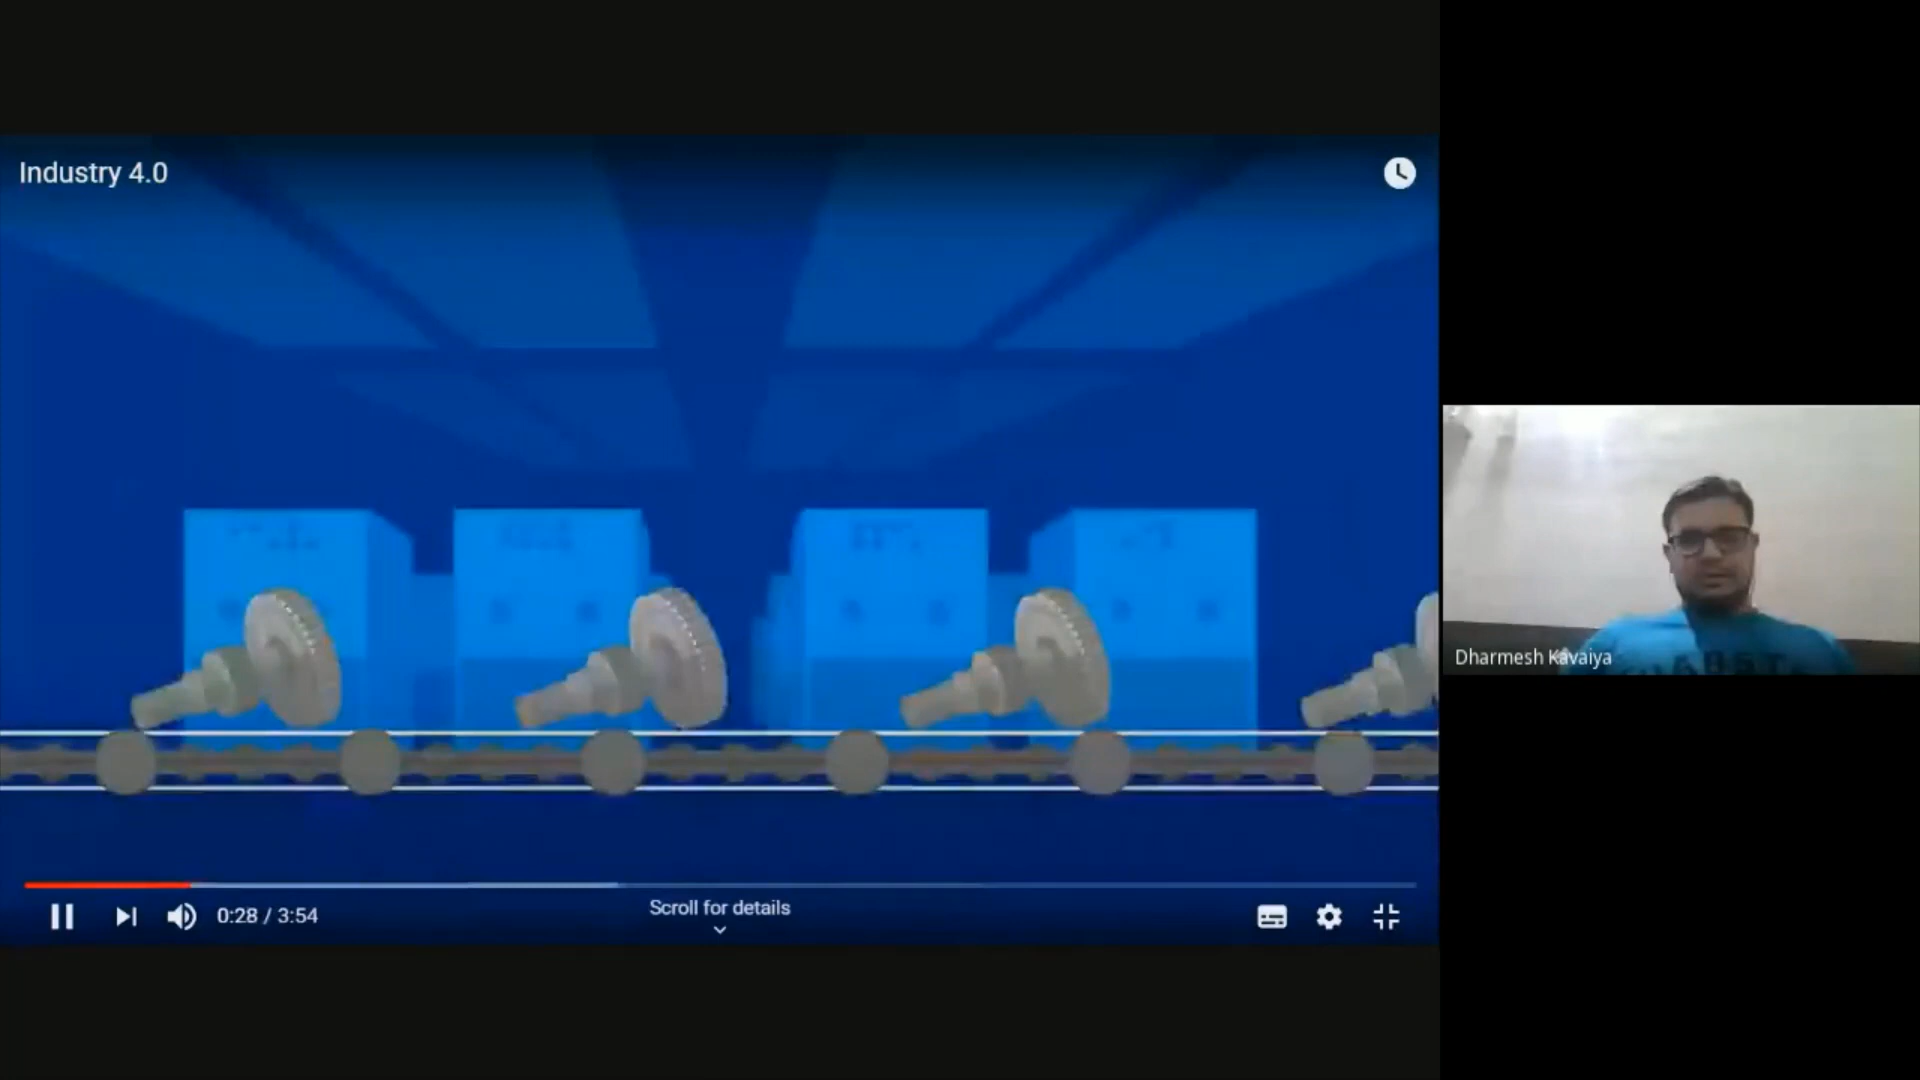 Industry 4.0
0:28 / 3:54
Scroll for details
Dharmesh Kavaiya